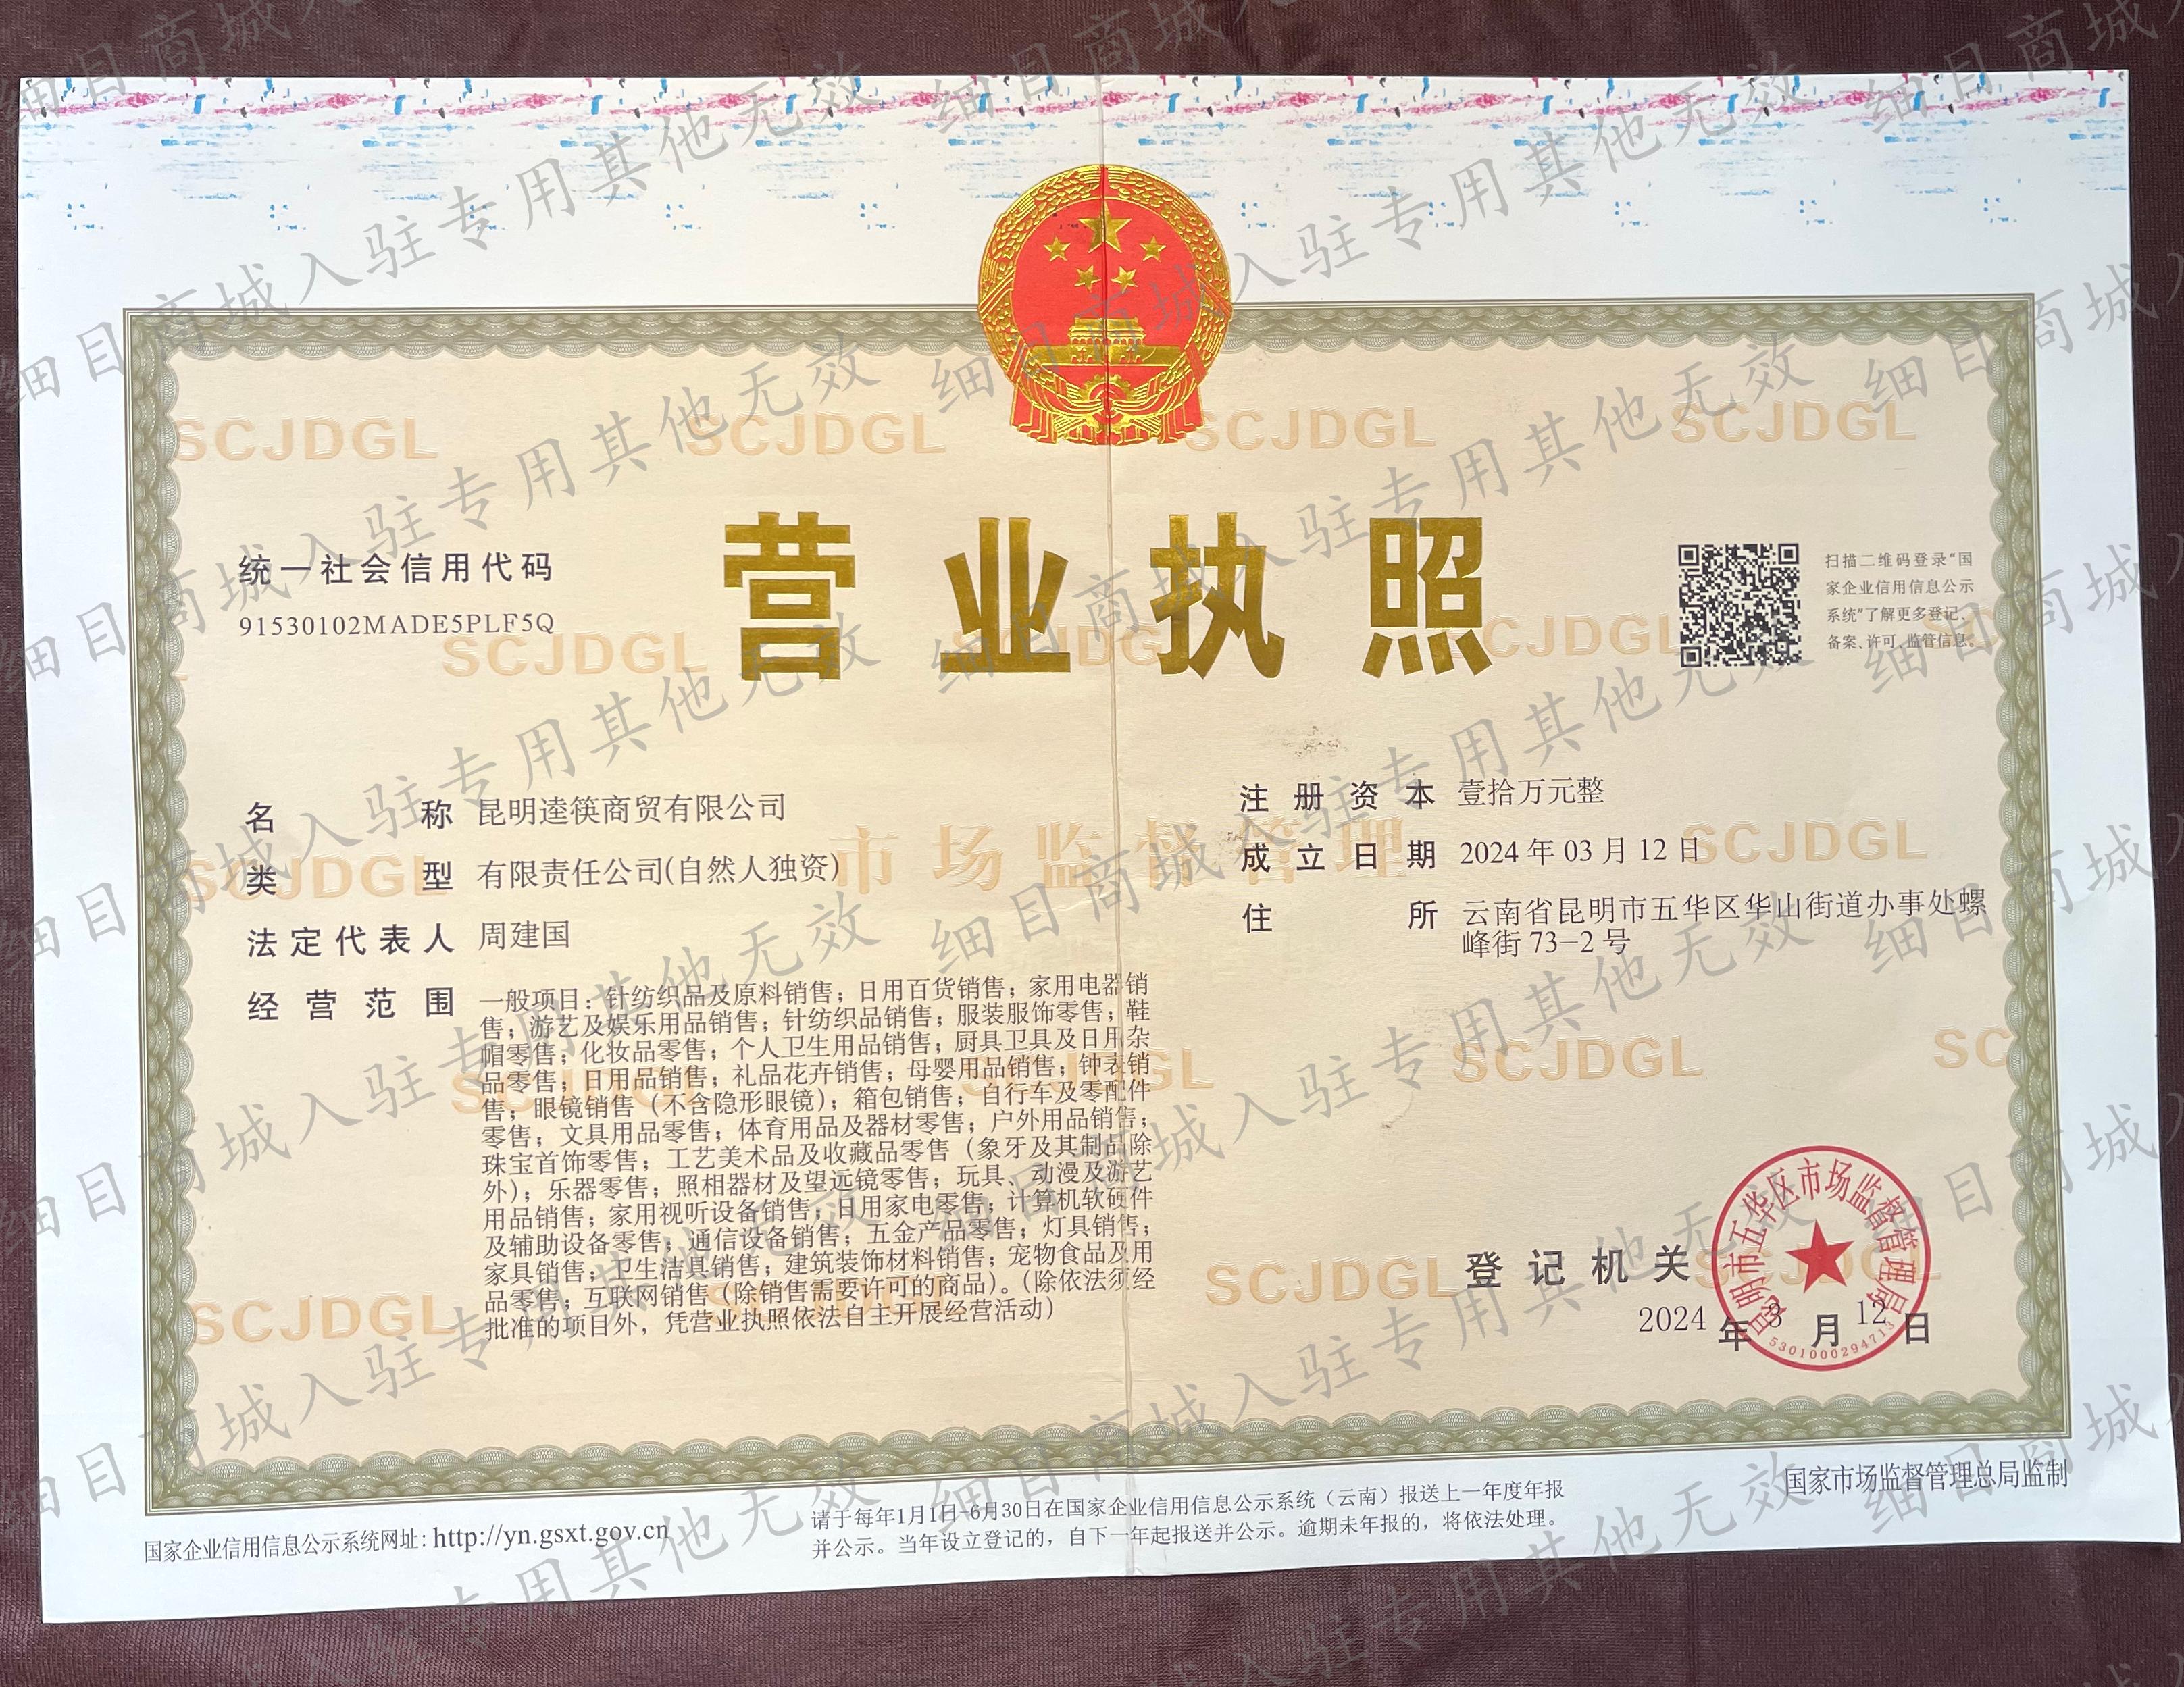 营业执照
统一社会信用代码
91530102MADE5PLF5Q
扫描二维码登录“国
家企业信用信息公示
系统”了解更多登记、
备案、许可、监管信息。
名称 昆明逵筷商贸有限公司
类型 有限责任公司(自然人独资)
法定代表人 周建国
经营范围 一般项目：针纺织品及原料销售；日用百货销售；家用电器销
售；游艺及娱乐用品销售；针纺织品销售；服装服饰零售；鞋
帽零售；化妆品零售；个人卫生用品销售；厨具卫具及日用杂
品零售；日用品销售；礼品花卉销售；母婴用品销售；钟表销
售；眼镜销售（不含隐形眼镜）；箱包销售；自行车及零配件
零售；文具用品零售；体育用品及器材零售；户外用品销售；
珠宝首饰零售；工艺美术品及收藏品零售（象牙及其制品除
外）；乐器零售；照相器材及望远镜零售；玩具、动漫及游艺
用品销售；家用视听设备销售；日用家电零售；计算机软硬件
及辅助设备零售；通信设备销售；五金产品零售；灯具销售；
家具销售；卫生洁具销售；建筑装饰材料销售；宠物食品及用
品零售；互联网销售（除销售需要许可的商品）。（除依法须经
批准的项目外，凭营业执照依法自主开展经营活动）
注册资本 壹拾万元整
成立日期 2024年03月12日
住所 云南省昆明市五华区华山街道办事处螺
峰街73-2号
登记机关
昆明市五华区市场监督管理局
5301000294713
2024年3月12日
国家企业信用信息公示系统网址：http://yn.gsxt.gov.cn
请于每年1月1日-6月30日在国家企业信用信息公示系统（云南）报送上一年度年报
并公示。当年设立登记的，自下一年起报送并公示。逾期未年报的，将依法处理。
国家市场监督管理总局监制
市场监督管理
SCJDGL
细目商城入驻专用其他无效